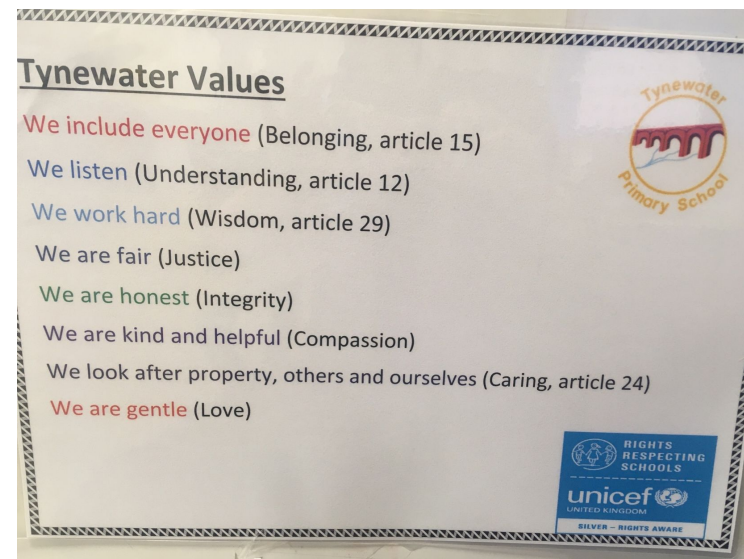 Tynewater Values
We include everyone (Belonging, article 15)
We listen (Understanding, article 12)
We work hard (Wisdom, article 29)
We are fair (Justice)
We are honest (Integrity)
We are kind and helpful (Compassion)
We look after property, others and ourselves (Caring, article 24)
We are gentle (Love)
Tynewater
Primary School
RIGHTS
RESPECTING
SCHOOLS
unicef
UNITED KINGDOM
SILVER – RIGHTS AWARE